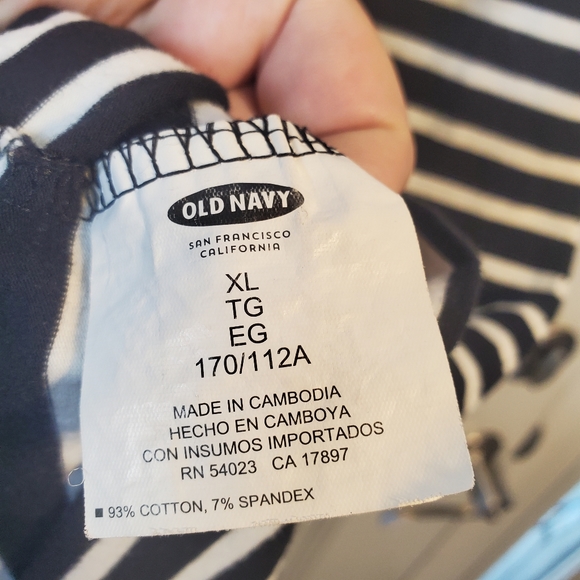 OLD NAVY
SAN FRANCISCO
CALIFORNIA
XL
TG
EG
170/112A
MADE IN CAMBODIA
HECHO EN CAMBOYA
CON INSUMOS IMPORTADOS
RN 54023 CA 17897
■ 93% COTTON, 7% SPANDEX